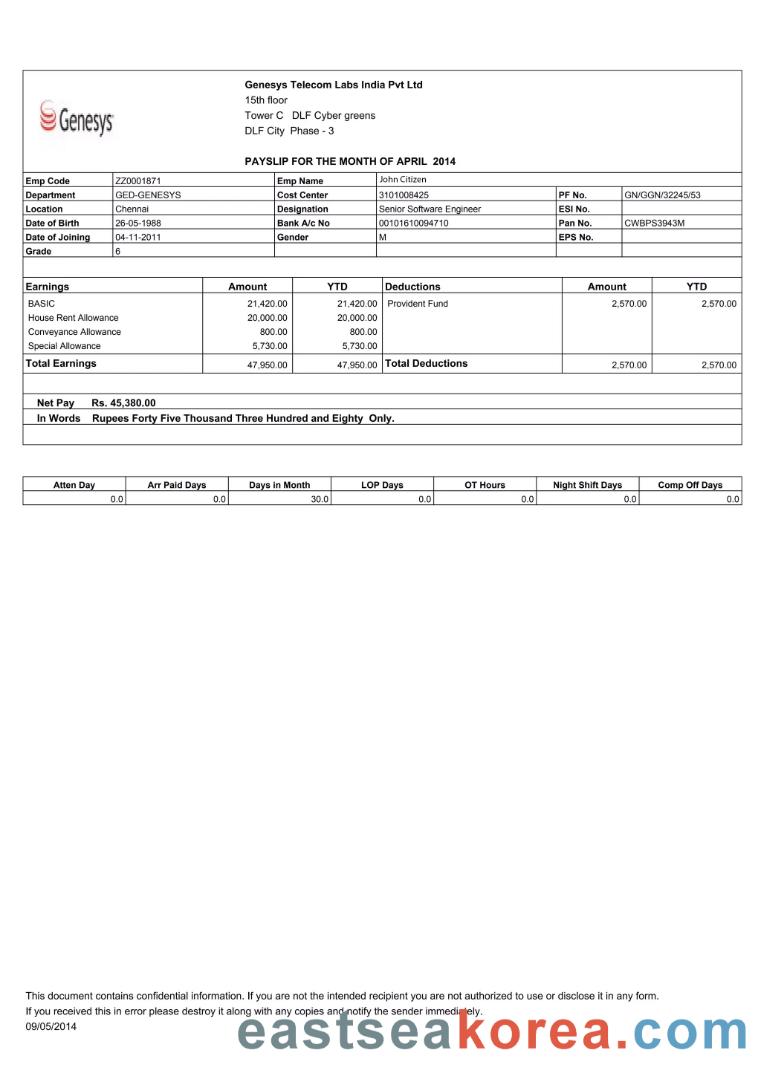 Genesys
Genesys Telecom Labs India Pvt Ltd
15th floor
Tower C DLF Cyber greens
DLF City Phase - 3
PAYSLIP FOR THE MONTH OF APRIL 2014
Emp Code ZZ0001871 Emp Name John Citizen
Department GED-GENESYS Cost Center 3101008425 PF No. GN/GGN/32245/53
Location Chennai Designation Senior Software Engineer ESI No.
Date of Birth 26-05-1988 Bank A/c No 00101610094710 Pan No. CWBPS3943M
Date of Joining 04-11-2011 Gender M EPS No.
Grade 6
Earnings Amount YTD Deductions Amount YTD
BASIC 21,420.00 21,420.00 Provident Fund 2,570.00 2,570.00
House Rent Allowance 20,000.00 20,000.00
Conveyance Allowance 800.00 800.00
Special Allowance 5,730.00 5,730.00
Total Earnings 47,950.00 47,950.00 Total Deductions 2,570.00 2,570.00
Net Pay Rs. 45,380.00
In Words Rupees Forty Five Thousand Three Hundred and Eighty Only.
Atten Day Arr Paid Days Days in Month LOP Days OT Hours Night Shift Days Comp Off Days
0.0 0.0 30.0 0.0 0.0 0.0 0.0
This document contains confidential information. If you are not the intended recipient you are not authorized to use or disclose it in any form.
If you received this in error please destroy it along with any copies and notify the sender immediately.
09/05/2014
eastseakorea.com